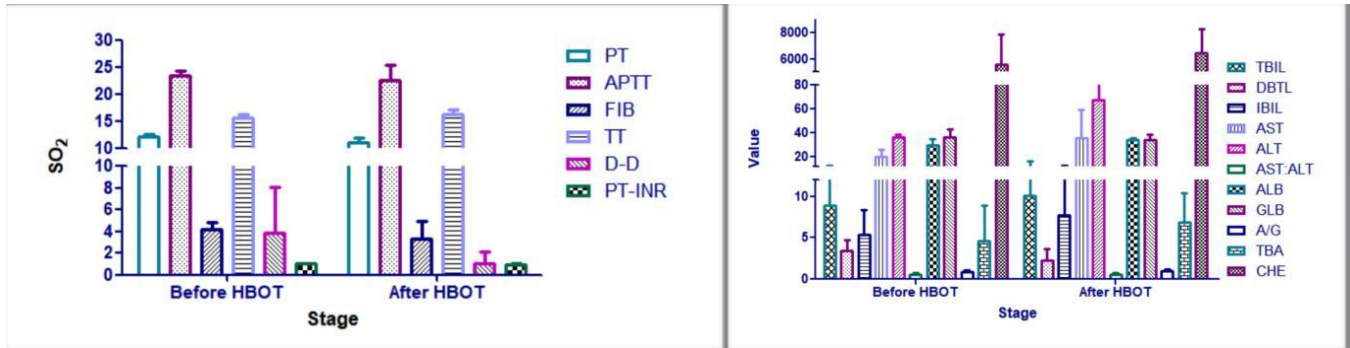 30
25
20
15
10
10
8
6
4
2
0
SO2
Before HBOT
After HBOT
Stage
PT
APTT
FIB
TT
D-D
PT-INR
8000
6000
80
60
40
20
10
5
0
Value
Before HBOT
After HBOT
Stage
TBIL
DBTL
IBIL
AST
ALT
AST:ALT
ALB
GLB
A/G
TBA
CHE